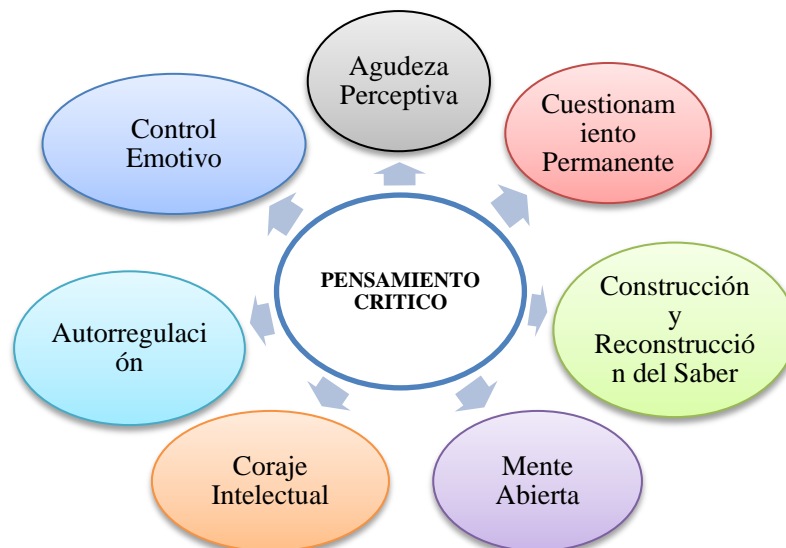 Agudeza
Perceptiva
Cuestionam
iento
Permanente
Construcción
y
Reconstrucció
n del Saber
Mente
Abierta
Coraje
Intelectual
Autorregulaci
ón
Control
Emotivo
PENSAMIENTO
CRITICO